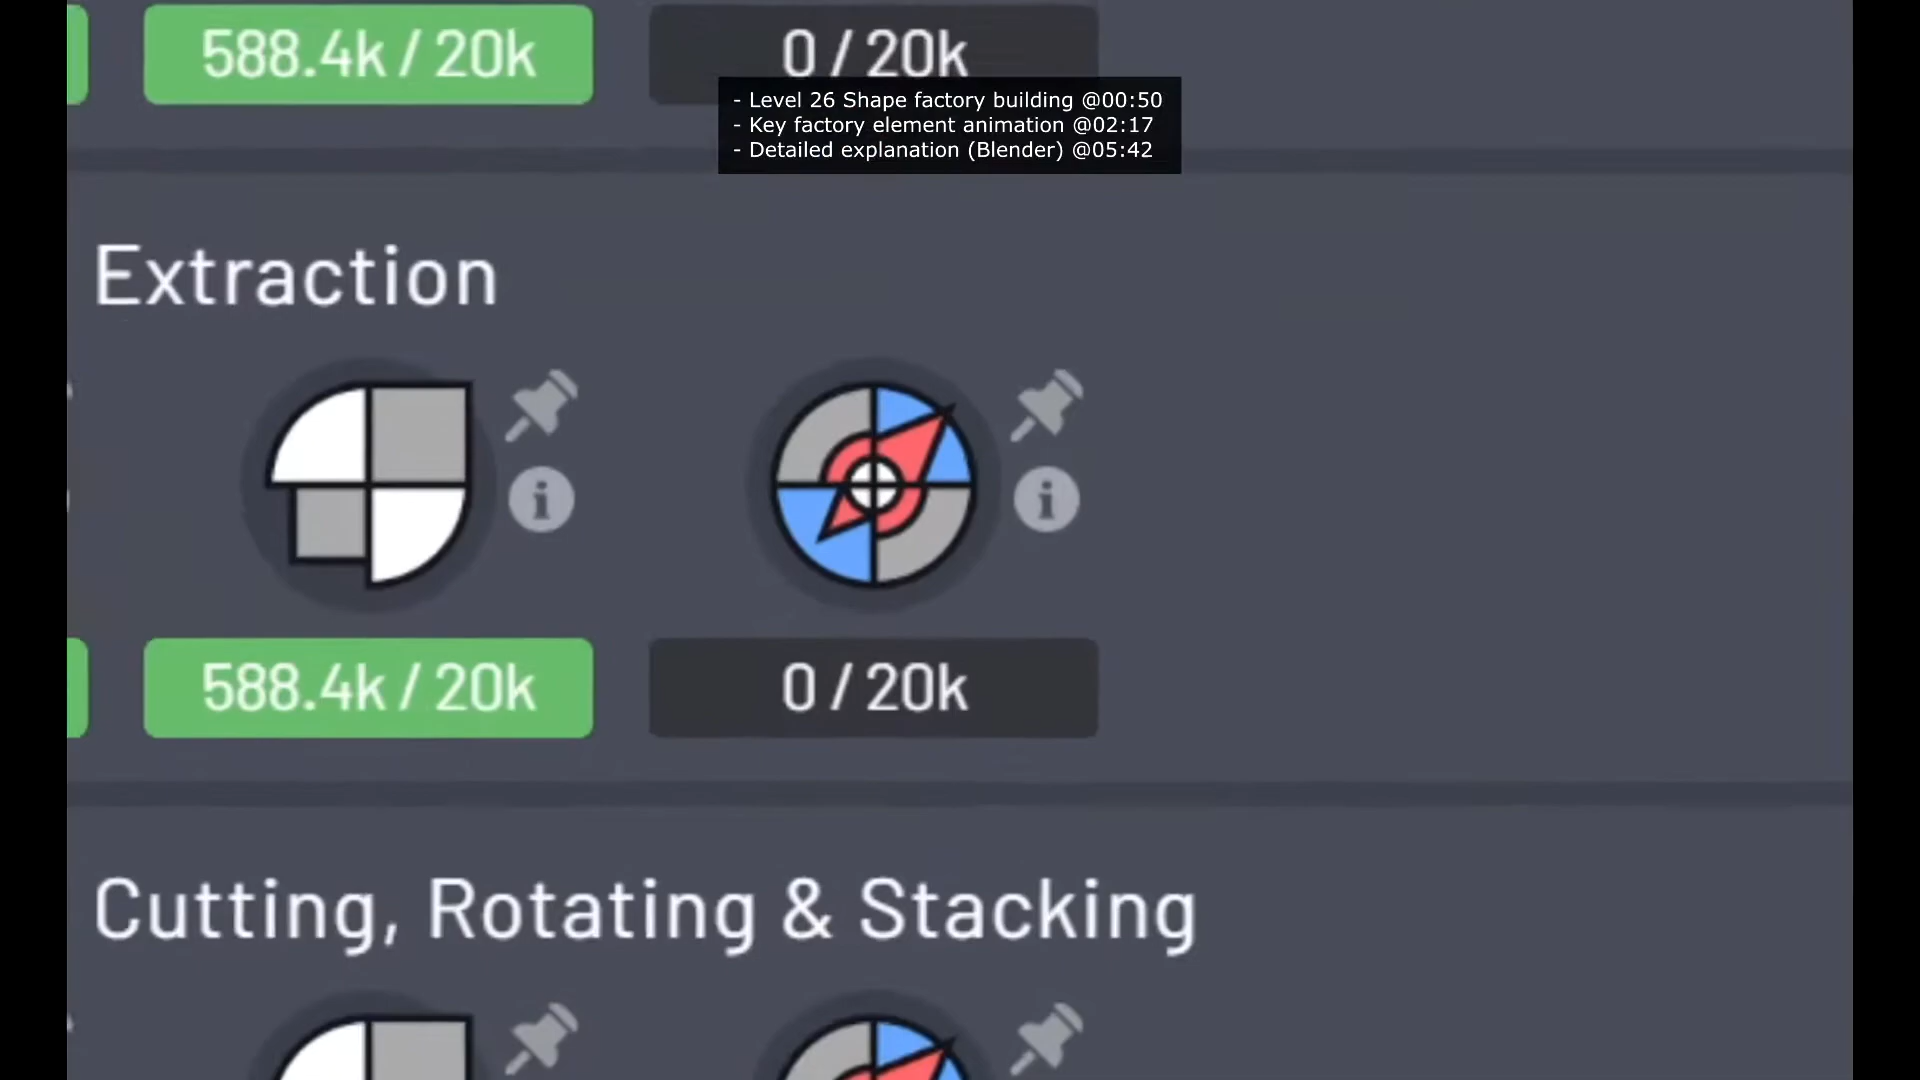 588.4k / 20k
0 / 20k
- Level 26 Shape factory building @00:50
- Key factory element animation @02:17
- Detailed explanation (Blender) @05:42
Extraction
i
i
588.4k / 20k
0 / 20k
Cutting, Rotating & Stacking